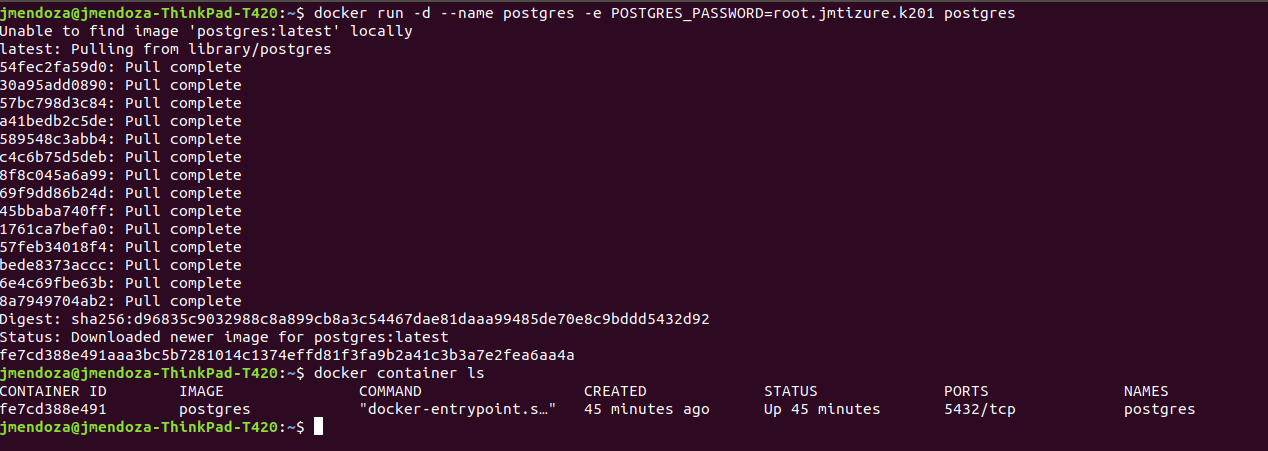 jmendoza@jmendoza-ThinkPad-T420:~$ docker run -d --name postgres -e POSTGRES_PASSWORD=root.jmtizure.k201 postgres
Unable to find image 'postgres:latest' locally
latest: Pulling from library/postgres
54fec2fa59d0: Pull complete
30a95add0890: Pull complete
57bc798d3c84: Pull complete
a41bedb2c5de: Pull complete
589548c3abb4: Pull complete
c4c6b75d5deb: Pull complete
8f8c045a6a99: Pull complete
69f9dd86b24d: Pull complete
45bbaba740ff: Pull complete
1761ca7befa0: Pull complete
57feb34018f4: Pull complete
bede8373accc: Pull complete
6e4c69fbe63b: Pull complete
8a7949704ab2: Pull complete
Digest: sha256:d96835c9032988c8a899cb8a3c54467dae81daaa99485de70e8c9bddd5432d92
Status: Downloaded newer image for postgres:latest
fe7cd388e491aaa3bc5b7281014c1374effd81f3fa9b2a41c3b3a7e2fea6aa4a
jmendoza@jmendoza-ThinkPad-T420:~$ docker container ls
CONTAINER ID IMAGE COMMAND CREATED STATUS PORTS NAMES
fe7cd388e491 postgres "docker-entrypoint.s…" 45 minutes ago Up 45 minutes 5432/tcp postgres
jmendoza@jmendoza-ThinkPad-T420:~$